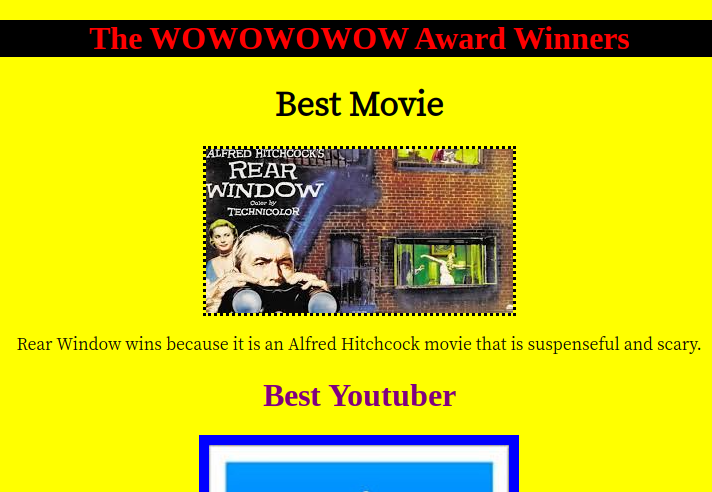 The WOWOWOWOW Award Winners
Best Movie
ALFRED HITCHCOCK'S
REAR
WINDOW
Color by
TECHNICOLOR
Rear Window wins because it is an Alfred Hitchcock movie that is suspenseful and scary.
Best Youtuber